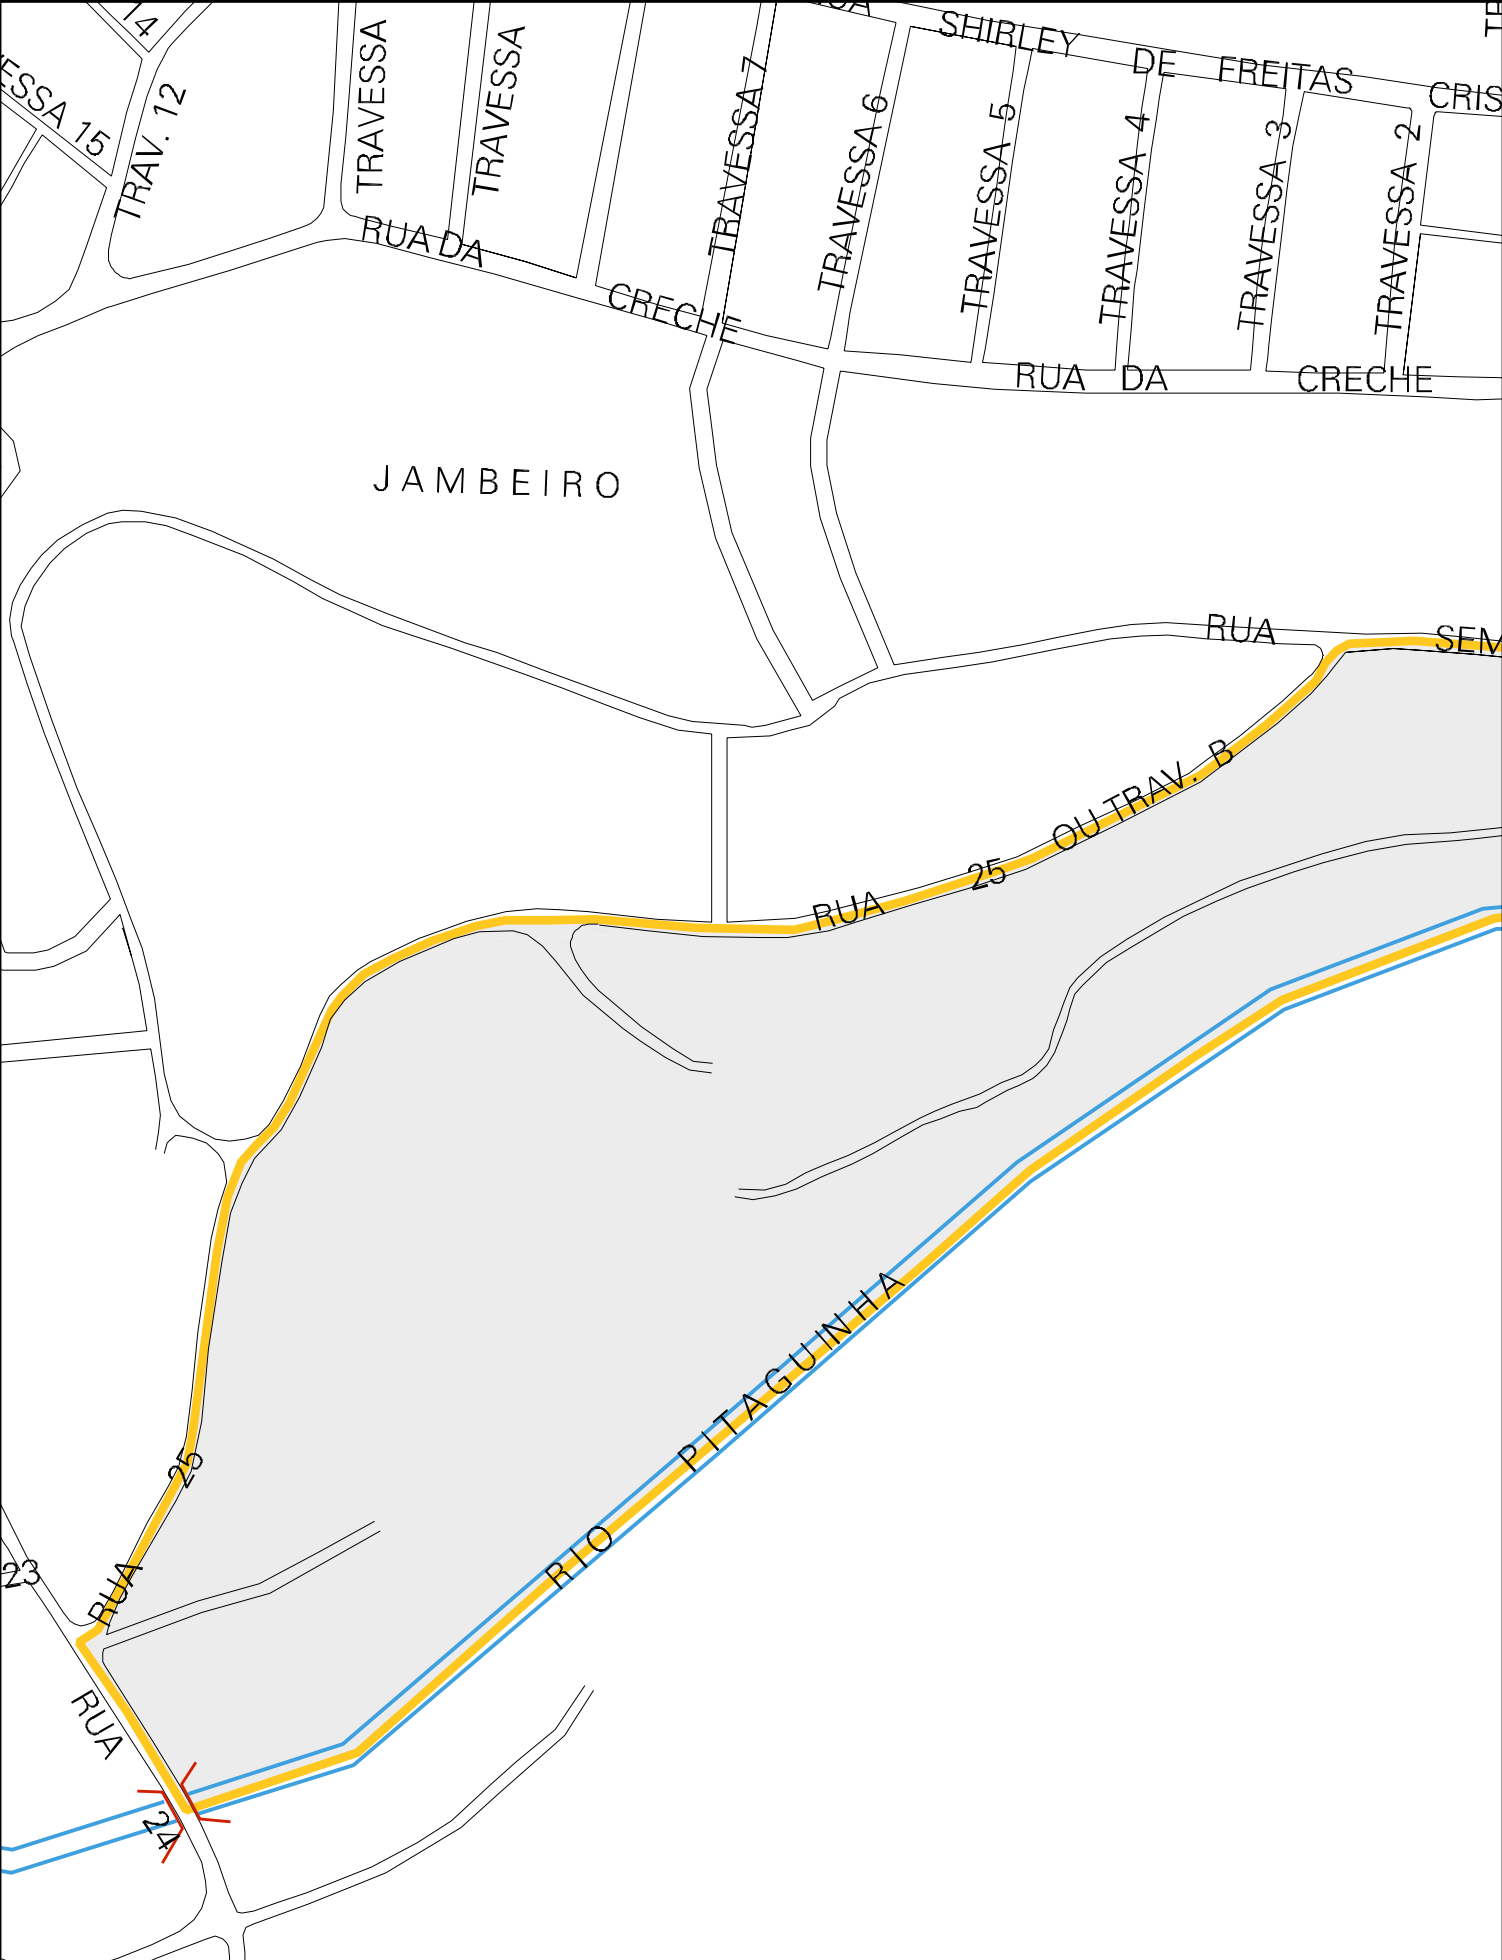 14
TRAVESSA
TRAVESSA
SHIRLEY DE FREITAS CRIS
ESSA 15
TRAV. 12
TRAVESSA 7
TRAVESSA 6
TRAVESSA 5
TRAVESSA 4
TRAVESSA 3
TRAVESSA 2
RUA DA CRECHE
RUA DA CRECHE
JAMBEIRO
RUA SEM
RUA 25 OU TRAV. B
RUA 25
RIO PITAGUINHA
23
RUA 24